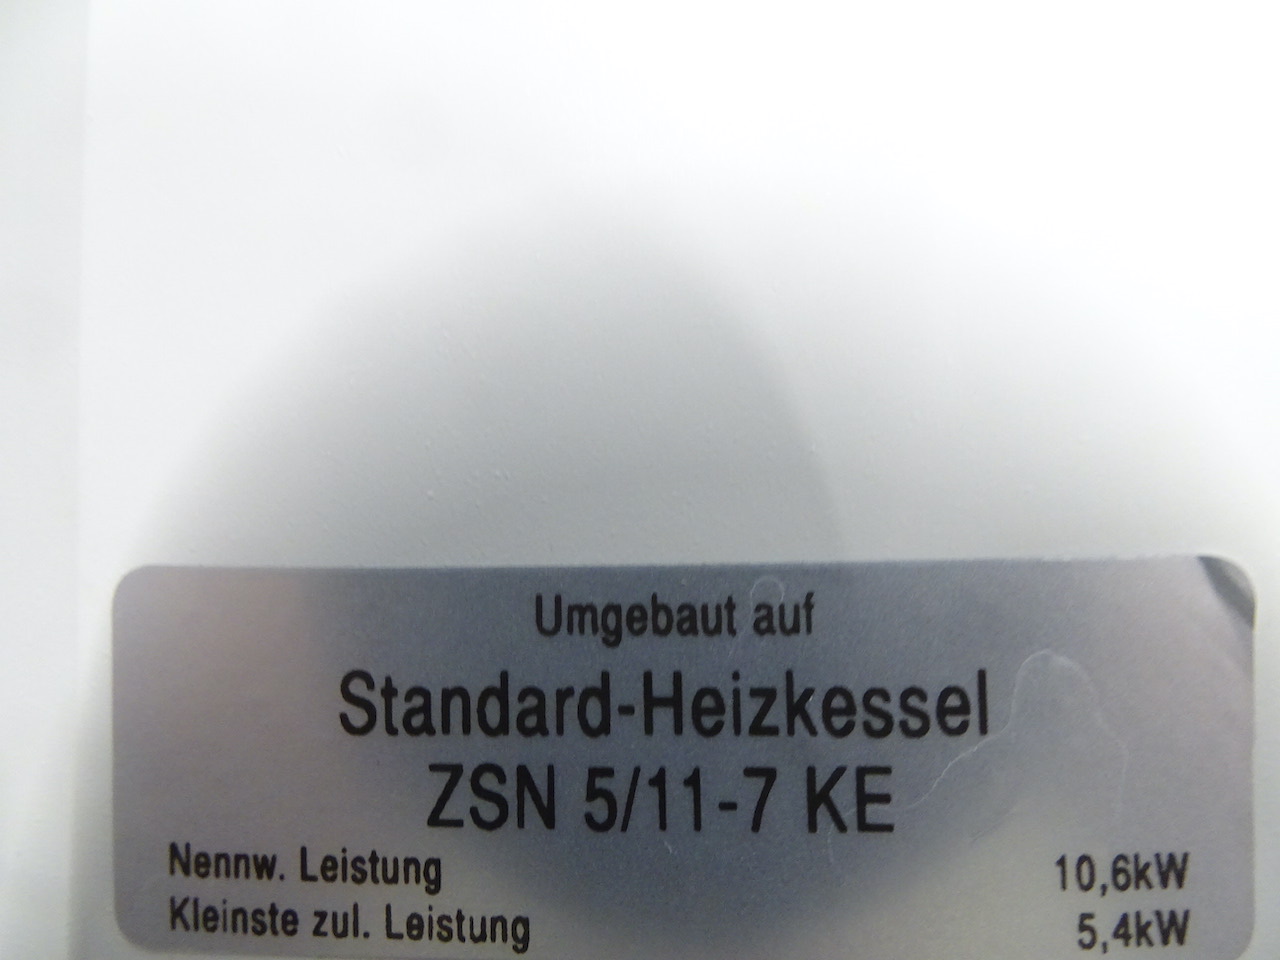 Umgebaut auf
Standard-Heizkessel
ZSN 5/11-7 KE
Nennw. Leistung 10,6kW
Kleinste zul. Leistung 5,4kW